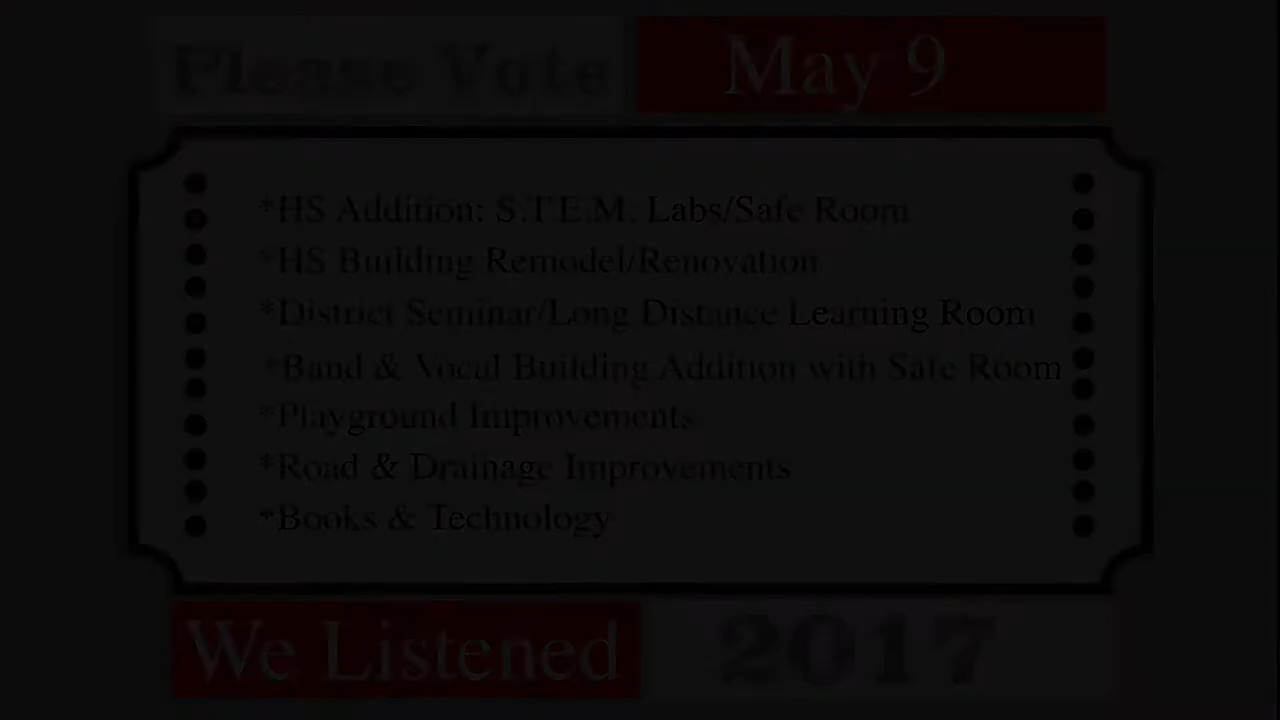 Please Vote May 9
*HS Addition: S.T.E.M. Labs/Safe Room
*HS Building Remodel/Renovation
*District Seminar/Long Distance Learning Room
*Band & Vocal Building Addition with Safe Room
*Playground Improvements
*Road & Drainage Improvements
*Books & Technology
We Listened 2017